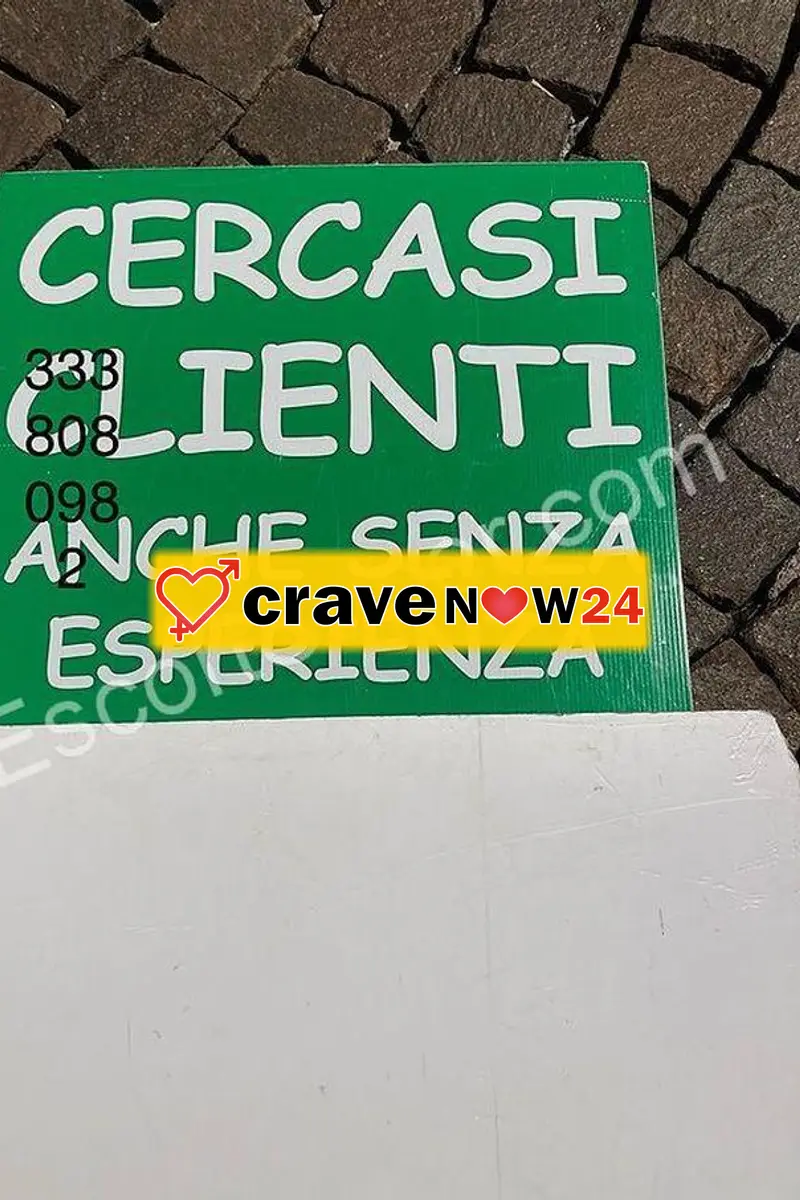 CERCASI
CLIENTI
ANCHE SENZA
ESPERIENZA
333
808
098
2
craveNOW24